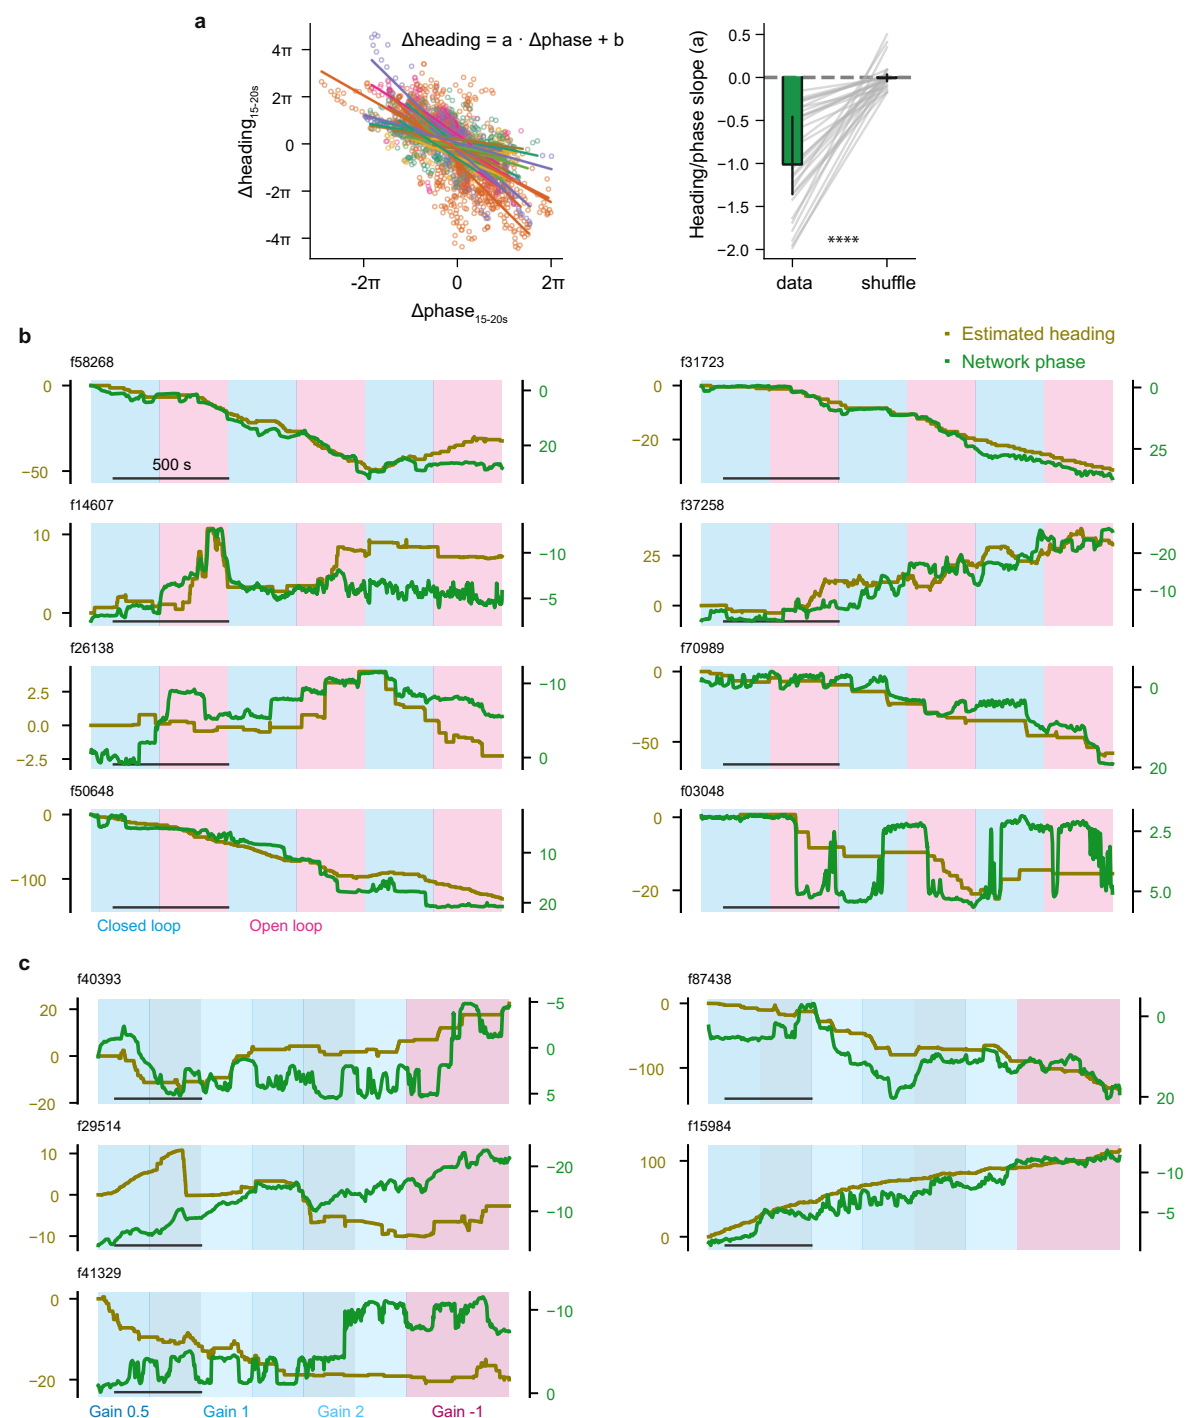 a
Δheading = a · Δphase + b
4π
2π
0
-2π
-4π
Δheading15-20s
-2π 0 2π
Δphase15-20s
0.5
0.0
−0.5
−1.0
−1.5
−2.0
Heading/phase slope (a)
****
data shuffle
b
Estimated heading
Network phase
f58268
0
−50
0
20
500 s
f31723
0
−20
0
25
f14607
10
0
−10
−5
f37258
25
0
−20
−10
f26138
2.5
0.0
−2.5
−10
0
f70989
0
−50
0
20
f50648
0
−100
10
20
f03048
0
−20
2.5
5.0
Closed loop Open loop
c
f40393
20
0
−20
−5
0
5
f87438
0
−100
0
20
f29514
10
0
−10
−20
−10
f15984
100
0
−10
−5
f41329
0
−20
−10
0
Gain 0.5 Gain 1 Gain 2 Gain -1